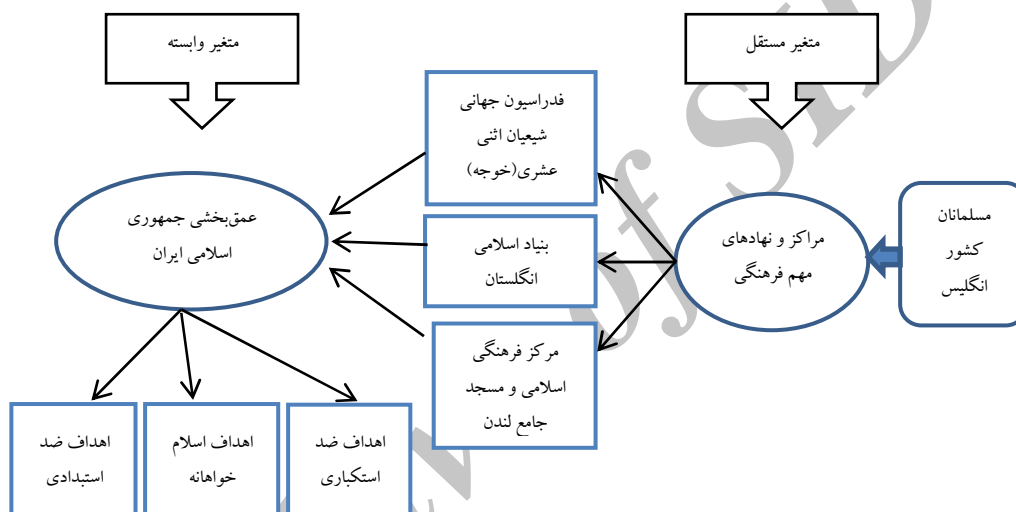 متغیر مستقل
متغیر وابسته
مسلمانان
کشور
انگلیس
مراکز و نهادهای
مهم فرهنگی
فدراسیون جهانی
شیعیان اثنی
عشری(خوجه)
بنیاد اسلامی
انگلستان
مرکز فرهنگی
اسلامی و مسجد
جامع لندن
عمق‌بخشی جمهوری
اسلامی ایران
اهداف ضد
استکباری
اهداف اسلام
خواهانه
اهداف ضد
استبدادی
of SID